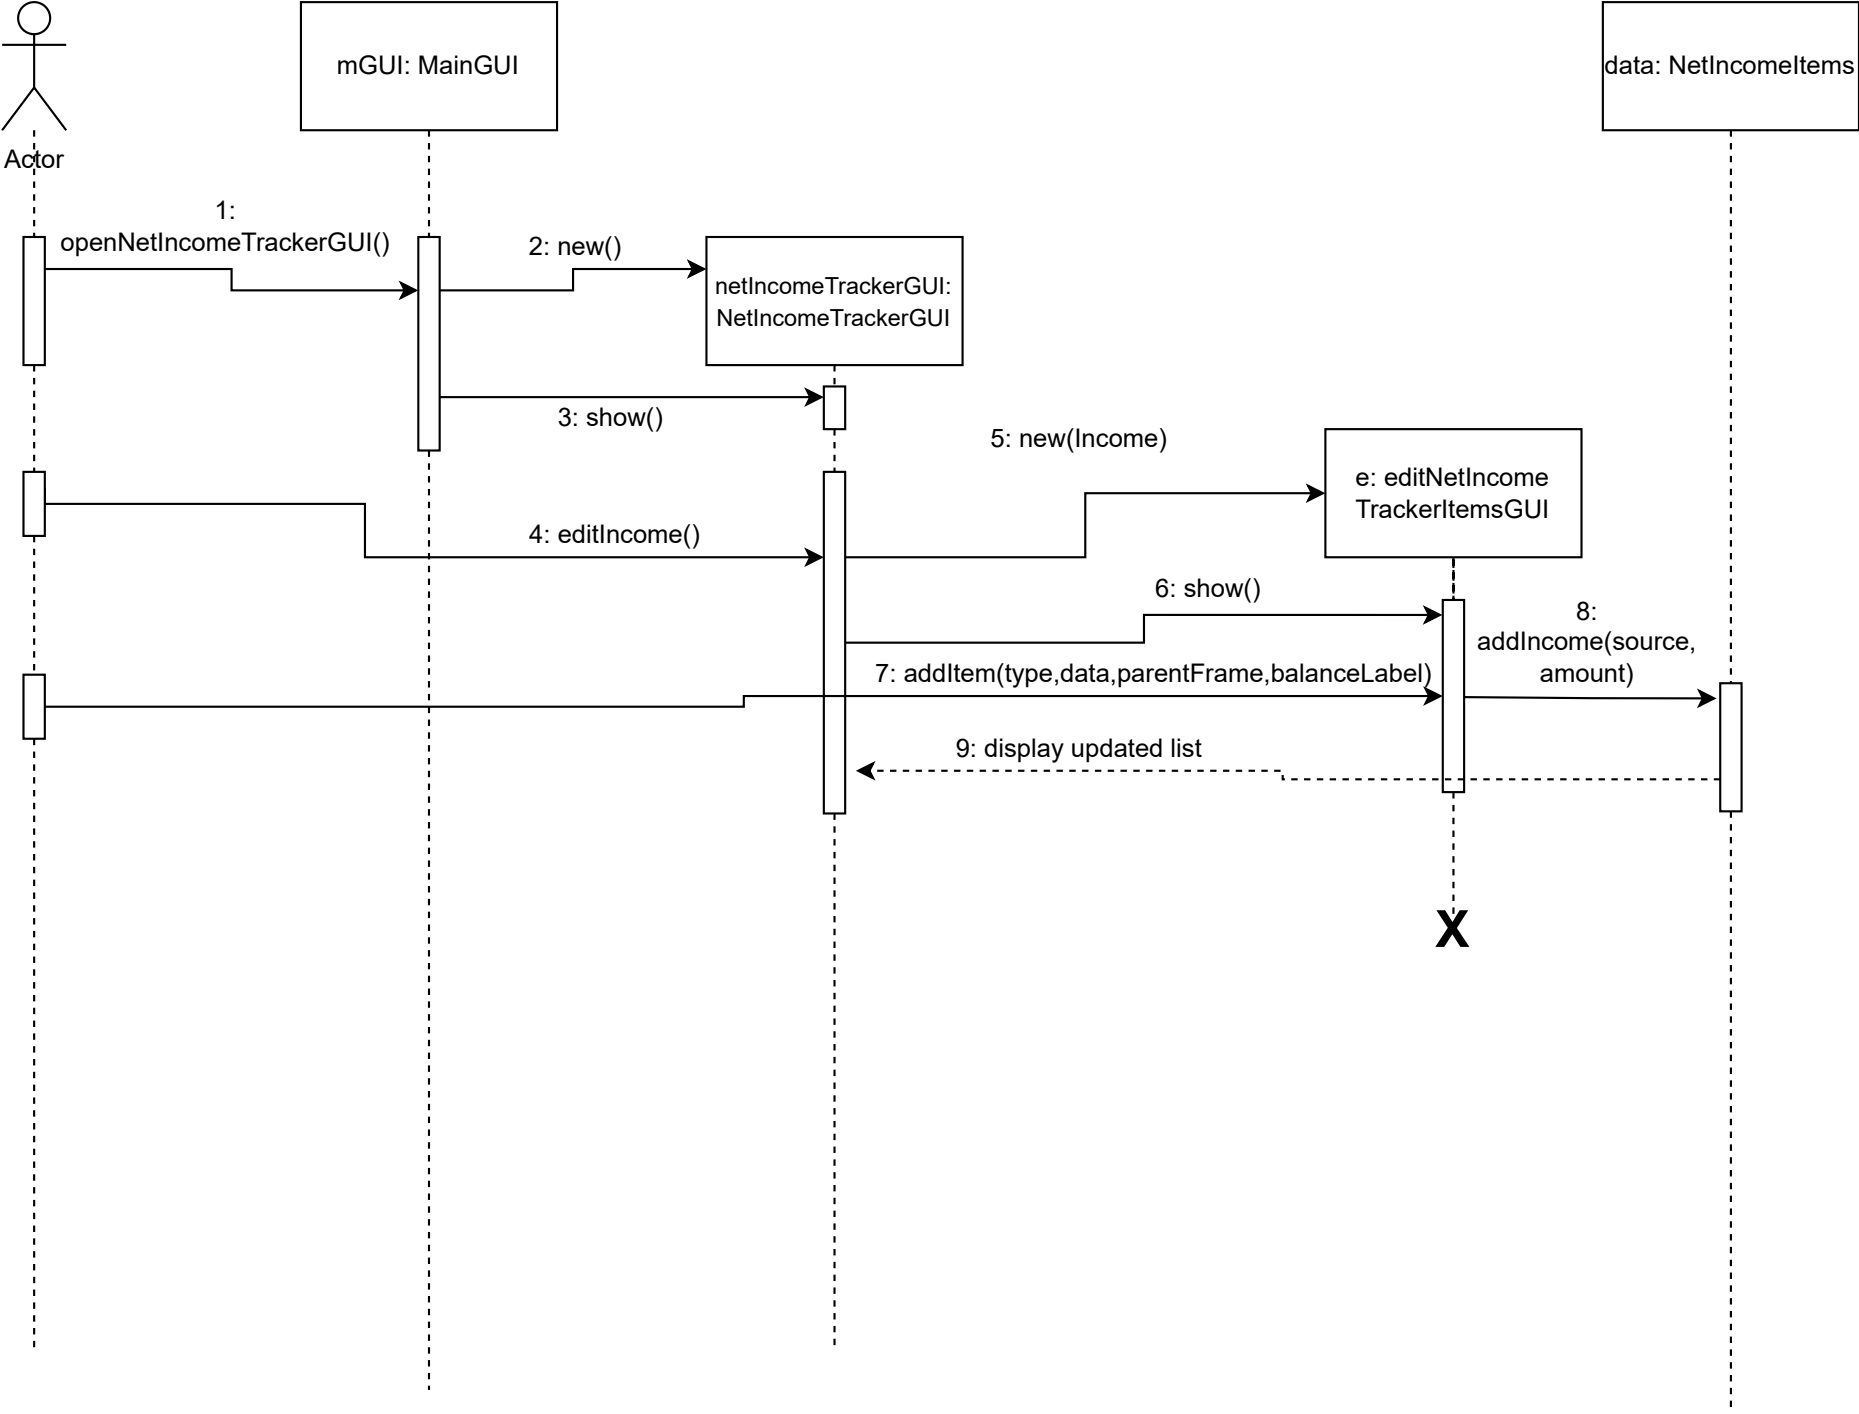 mGUI: MainGUI
data: NetIncomeItems
Actor
1:
openNetIncomeTrackerGUI()
2: new()
netIncomeTrackerGUI:
NetIncomeTrackerGUI
3: show()
5: new(Income)
e: editNetIncome
TrackerItemsGUI
4: editIncome()
6: show()
8:
addIncome(source,
amount)
7: addItem(type,data,parentFrame,balanceLabel)
9: display updated list
X